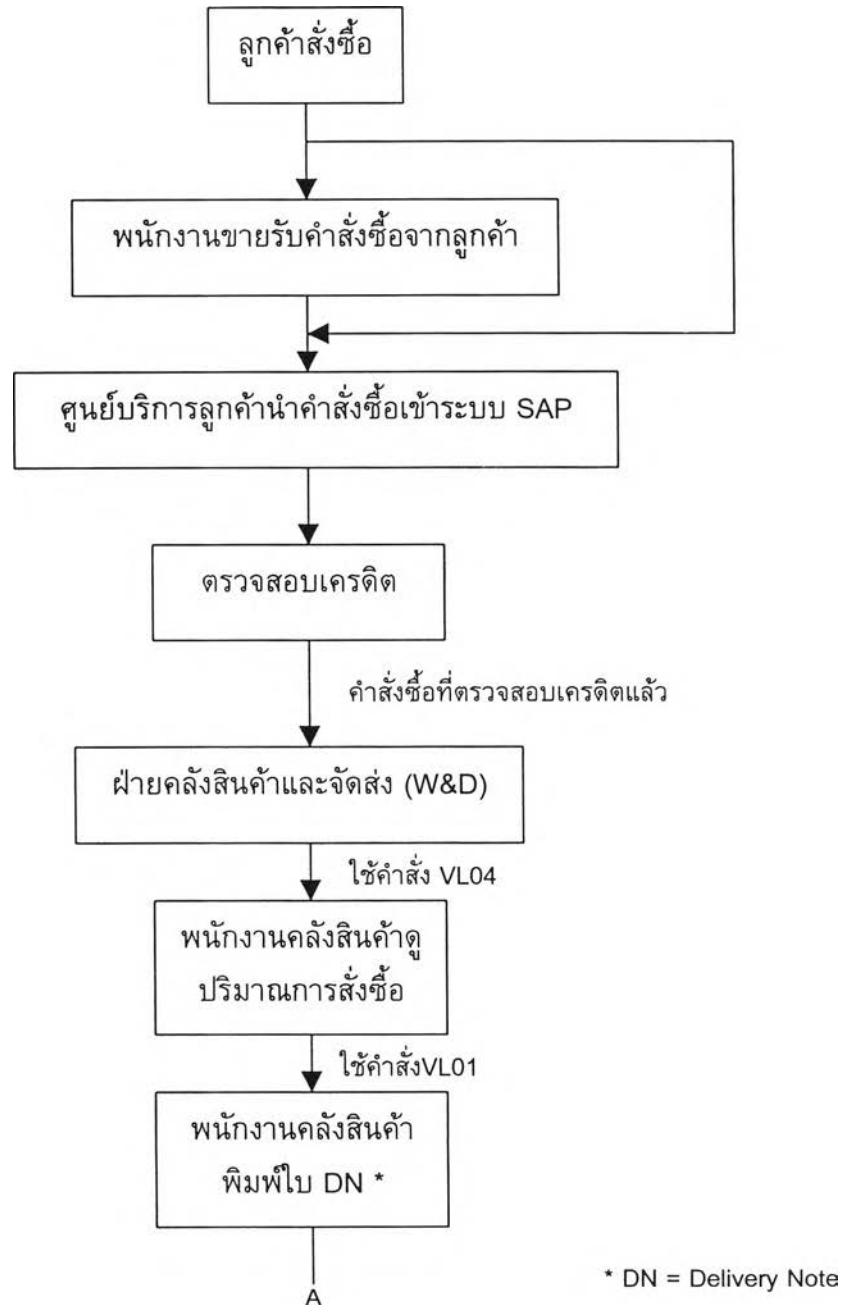 ลูกค้าสั่งซื้อ
พนักงานขายรับคำสั่งซื้อจากลูกค้า
ศูนย์บริการลูกค้านำคำสั่งซื้อเข้าระบบ SAP
ตรวจสอบเครดิต
คำสั่งซื้อที่ตรวจสอบเครดิตแล้ว
ฝ่ายคลังสินค้าและจัดส่ง (W&D)
ใช้คำสั่ง VL04
พนักงานคลังสินค้าดู
ปริมาณการสั่งซื้อ
ใช้คำสั่งVL01
พนักงานคลังสินค้า
พิมพ์ใบ DN *
* DN = Delivery Note
A